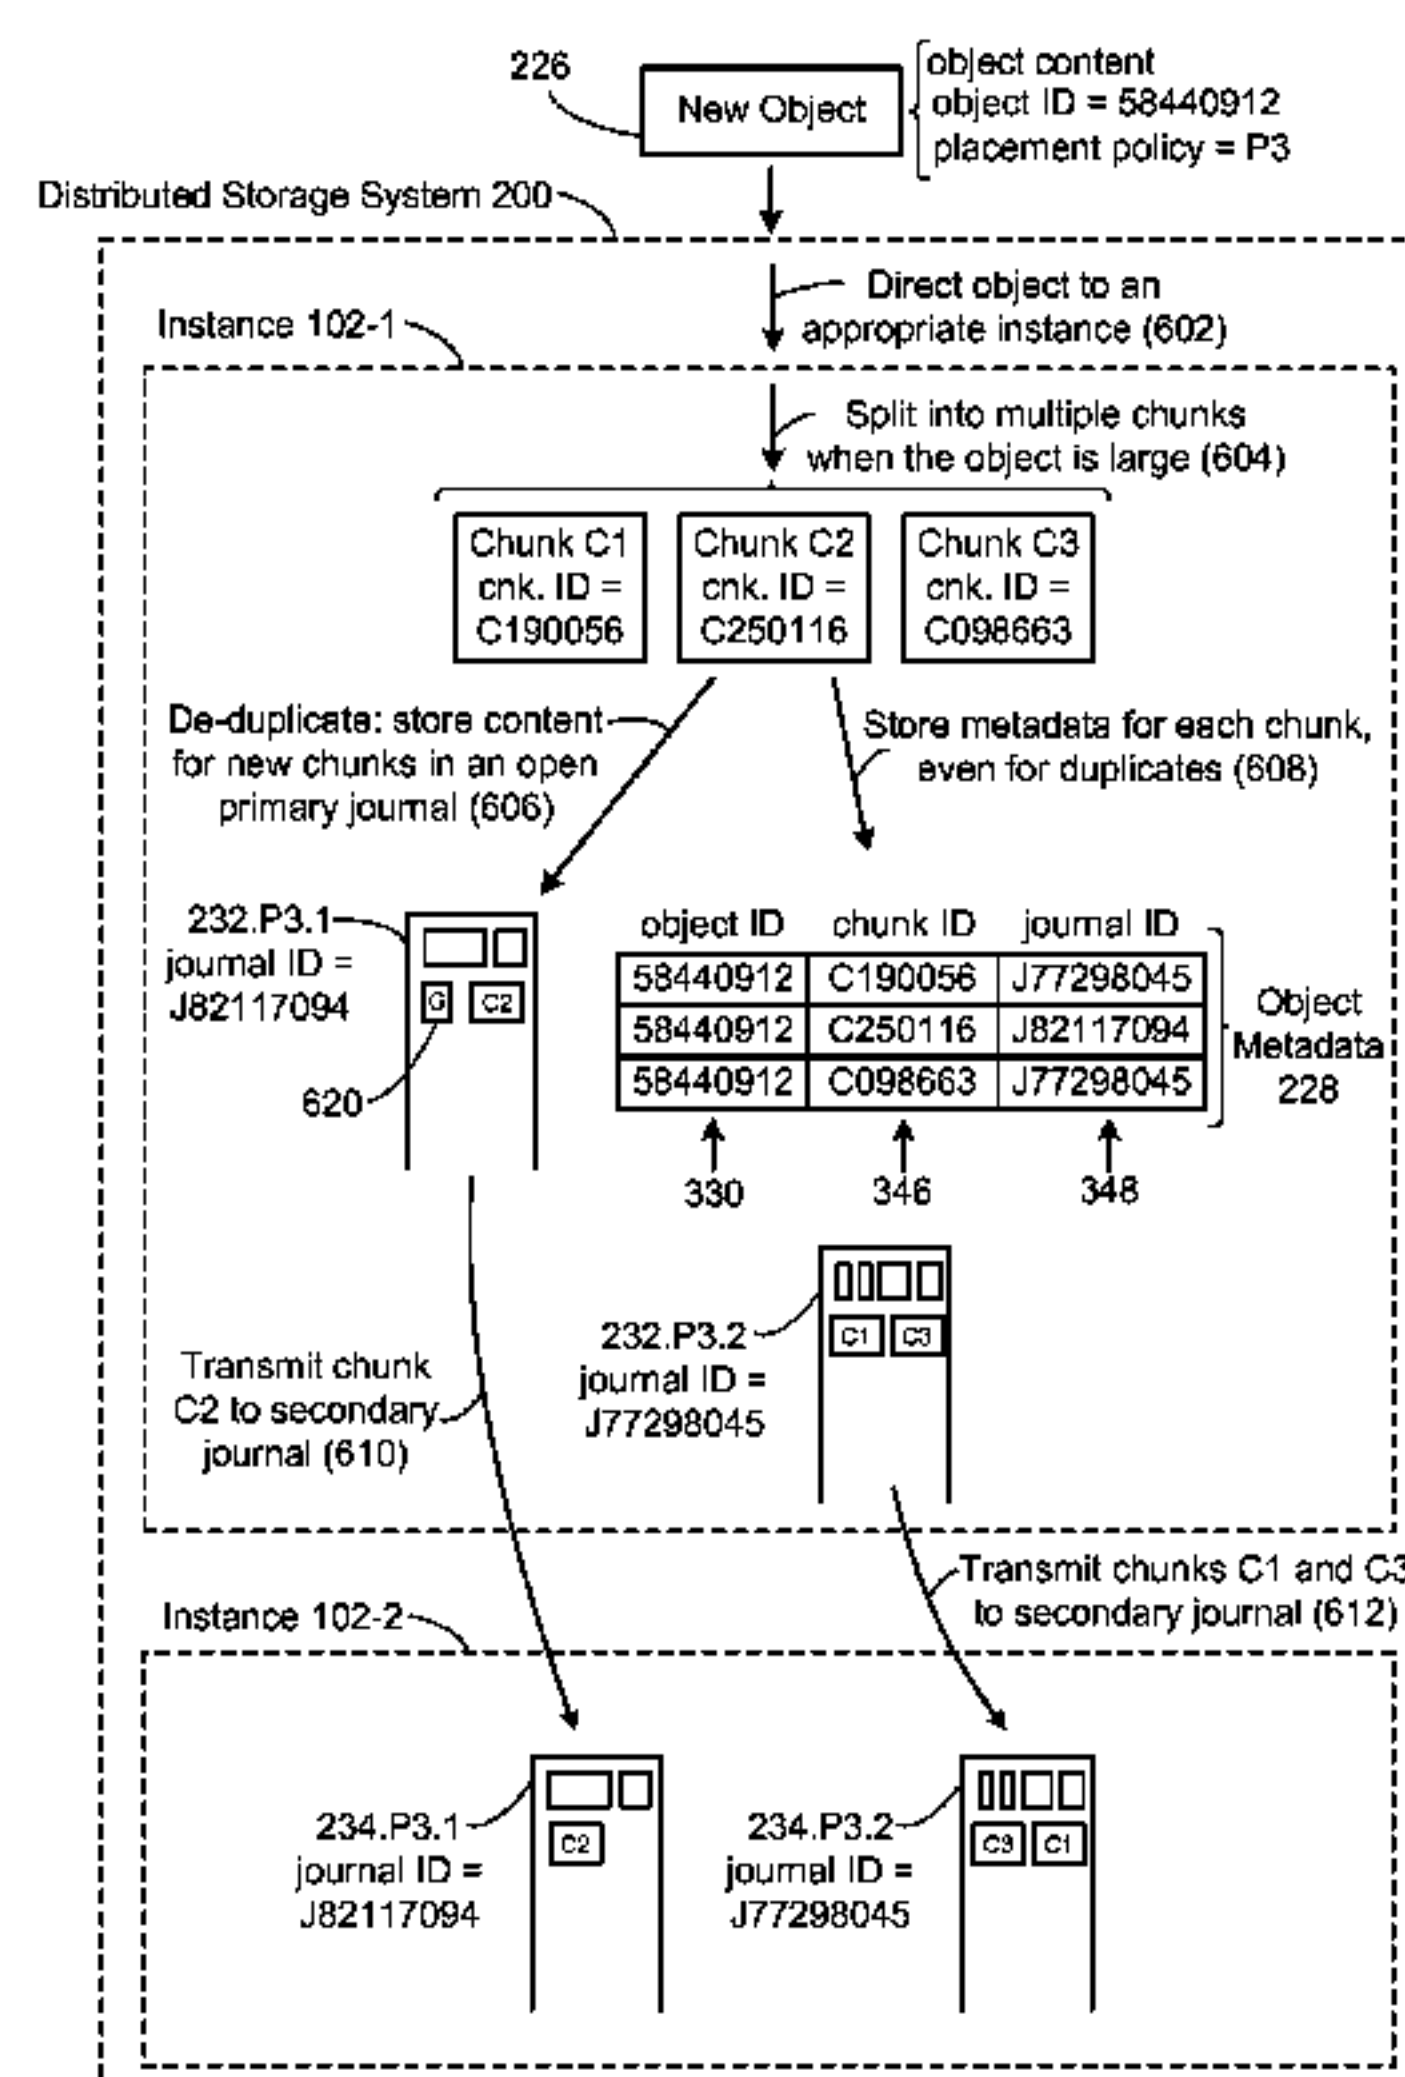 226
New Object
object content
object ID = 58440912
placement policy = P3
Distributed Storage System 200
Direct object to an
appropriate instance (602)
Instance 102-1
Split into multiple chunks
when the object is large (604)
Chunk C1
cnk. ID =
C190056
Chunk C2
cnk. ID =
C250116
Chunk C3
cnk. ID =
C098663
De-duplicate: store content
for new chunks in an open
primary journal (606)
Store metadata for each chunk,
even for duplicates (608)
232.P3.1
journal ID =
J82117094
G C2
620
object ID chunk ID journal ID
58440912 C190056 J77298045
58440912 C250116 J82117094
58440912 C098663 J77298045
Object
Metadata
228
330 346 348
232.P3.2
journal ID =
J77298045
C1 C3
Transmit chunk
C2 to secondary
journal (610)
Transmit chunks C1 and C3
to secondary journal (612)
Instance 102-2
234.P3.1
journal ID =
J82117094
C2
234.P3.2
journal ID =
J77298045
C3 C1